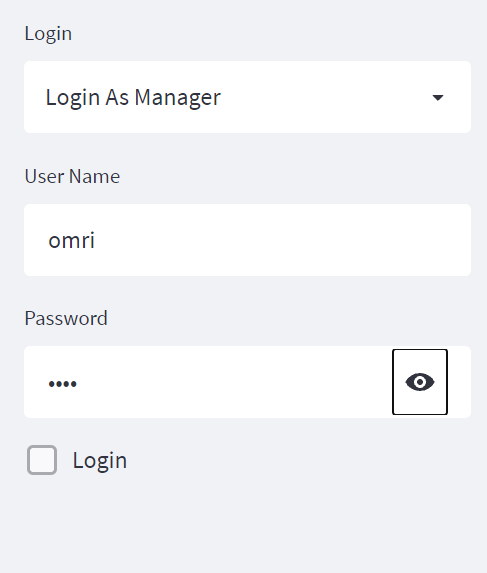 Login
Login As Manager
User Name
omri
Password
••••
Login